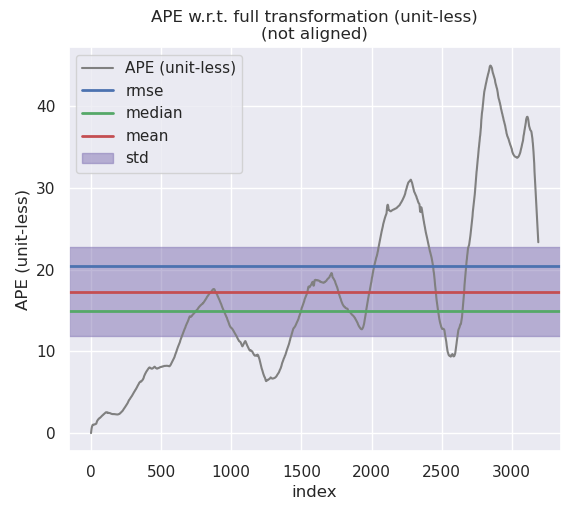 APE w.r.t. full transformation (unit-less)
(not aligned)
APE (unit-less)
rmse
median
mean
std
APE (unit-less)
40
30
20
10
0
0
500
1000
1500
2000
2500
3000
index